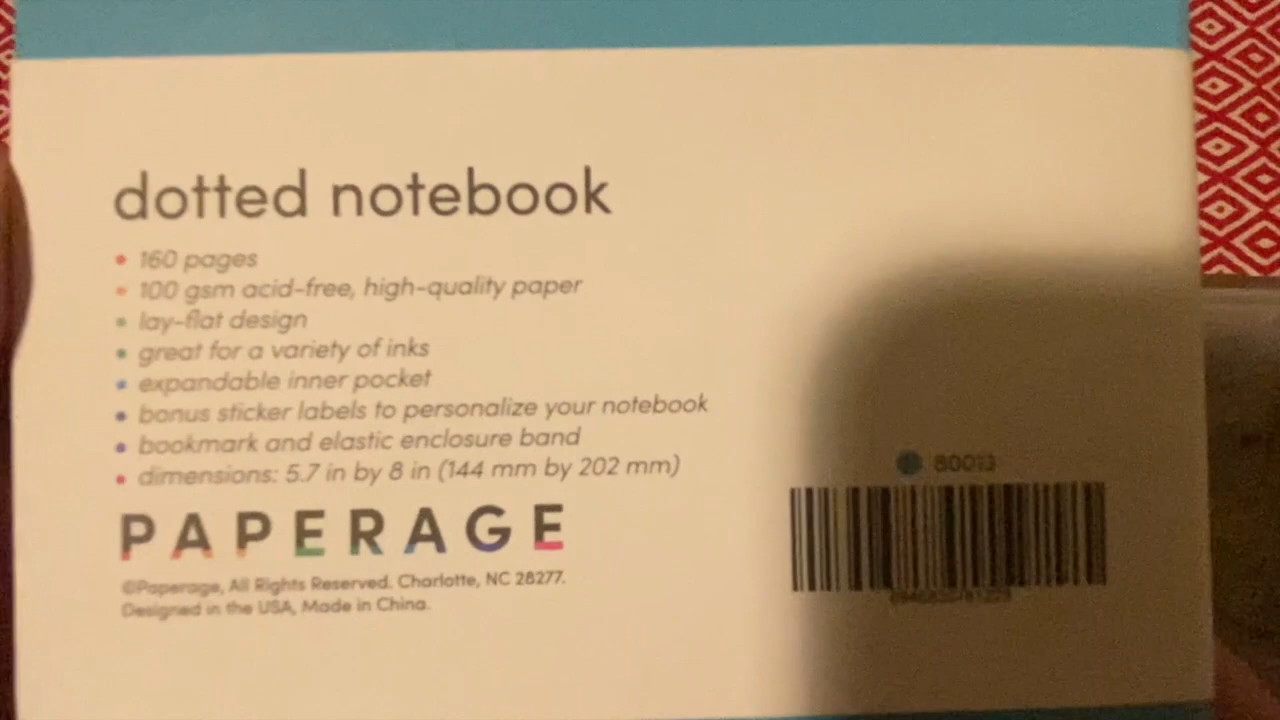 dotted notebook
• 160 pages
• 100 gsm acid-free, high-quality paper
• lay-flat design
• great for a variety of inks
• expandable inner pocket
• bonus sticker labels to personalize your notebook
• bookmark and elastic enclosure band
• dimensions: 5.7 in by 8 in (144 mm by 202 mm)
PAPERAGE
©Paperage, All Rights Reserved. Charlotte, NC 28277.
Designed in the USA, Made in China.
80013